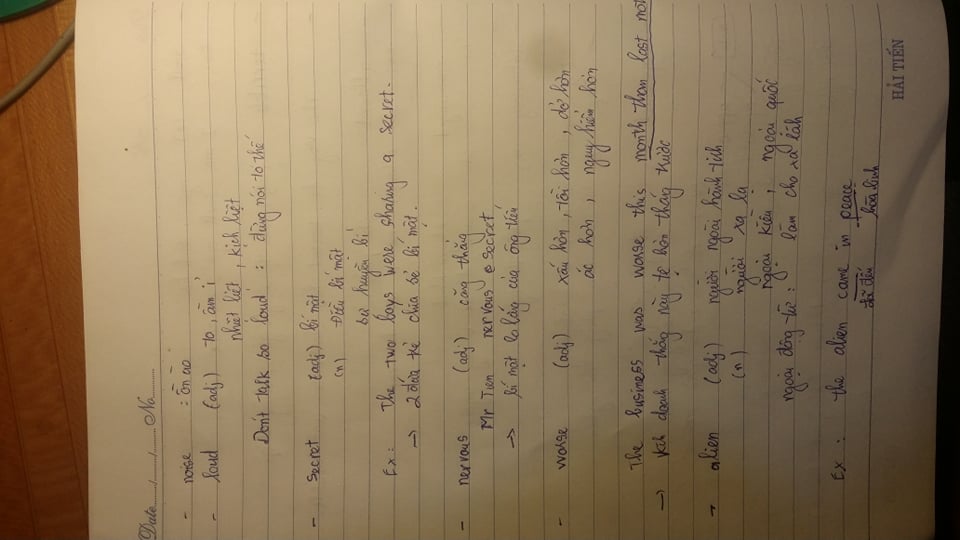 Date....../....../...... No..........
- noise : ồn ào
- loud (adj) to, ầm ỉ
nhiệt liệt, kịch liệt
Don't talk so loud : đừng nói to thế
- secret (adj) bí mật
(n) Điều bí mật
sự huyền bí
Ex: The two boys were sharing a secret.
→ 2 đứa trẻ chia sẻ bí mật.
- nervous (adj) căng thẳng
Mr Tien nervous secret
→ bí mật lo lắng của ông tiến
- worse (adj) xấu hơn, tồi hơn, dở hơn
ác hơn, nguy hiểm hơn
The business was worse this month than last
→ kinh doanh tháng này tệ hơn tháng trước
- alien (adj) người ngoài hành tinh
(n) người xa lạ
ngoại kiều, ngoại quốc
ngoại động từ: làm cho xa lánh
Ex: the alien came in peace
đã đến hòa bình
HẢI TIẾN